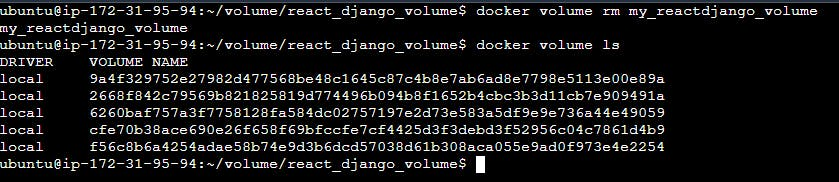 ubuntu@ip-172-31-95-94:~/volume/react_django_volume$ docker volume rm my_reactdjango_volume
my_reactdjango_volume
ubuntu@ip-172-31-95-94:~/volume/react_django_volume$ docker volume ls
DRIVER    VOLUME NAME
local     9a4f329752e27982d477568be48c1645c87c4b8e7ab6ad8e7798e5113e00e89a
local     2668f842c79569b821825819d774496b094b8f1652b4cbc3b3d11cb7e909491a
local     6260baf757a3f7758128fa584dc02757197e2d73e583a5df9e9e736a44e49059
local     cfe70b38ace690e26f658f69bfccfe7cf4425d3f3debd3f52956c04c7861d4b9
local     f56c8b6a4254adae58b74e9d3b6dcd57038d61b308aca055e9ad0f973e4e2254
ubuntu@ip-172-31-95-94:~/volume/react_django_volume$